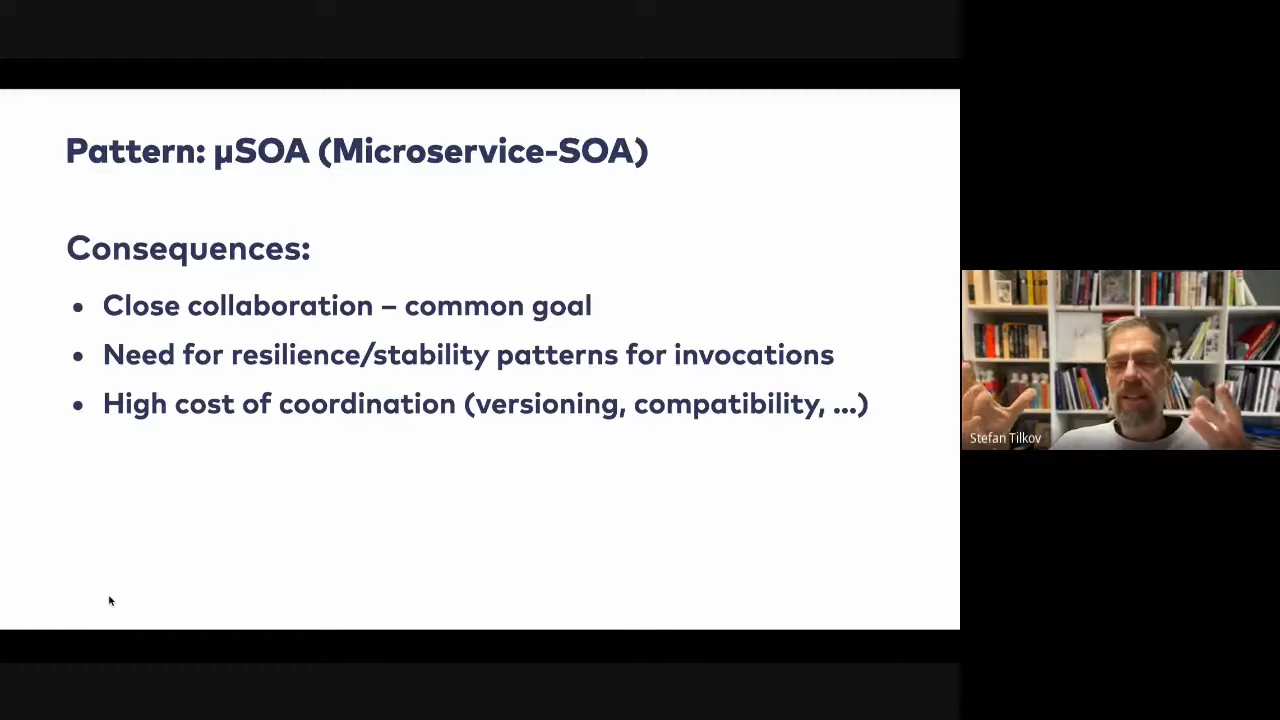 Pattern: µSOA (Microservice-SOA)
Consequences:
• Close collaboration – common goal
• Need for resilience/stability patterns for invocations
• High cost of coordination (versioning, compatibility, ...)
Stefan Tilkov